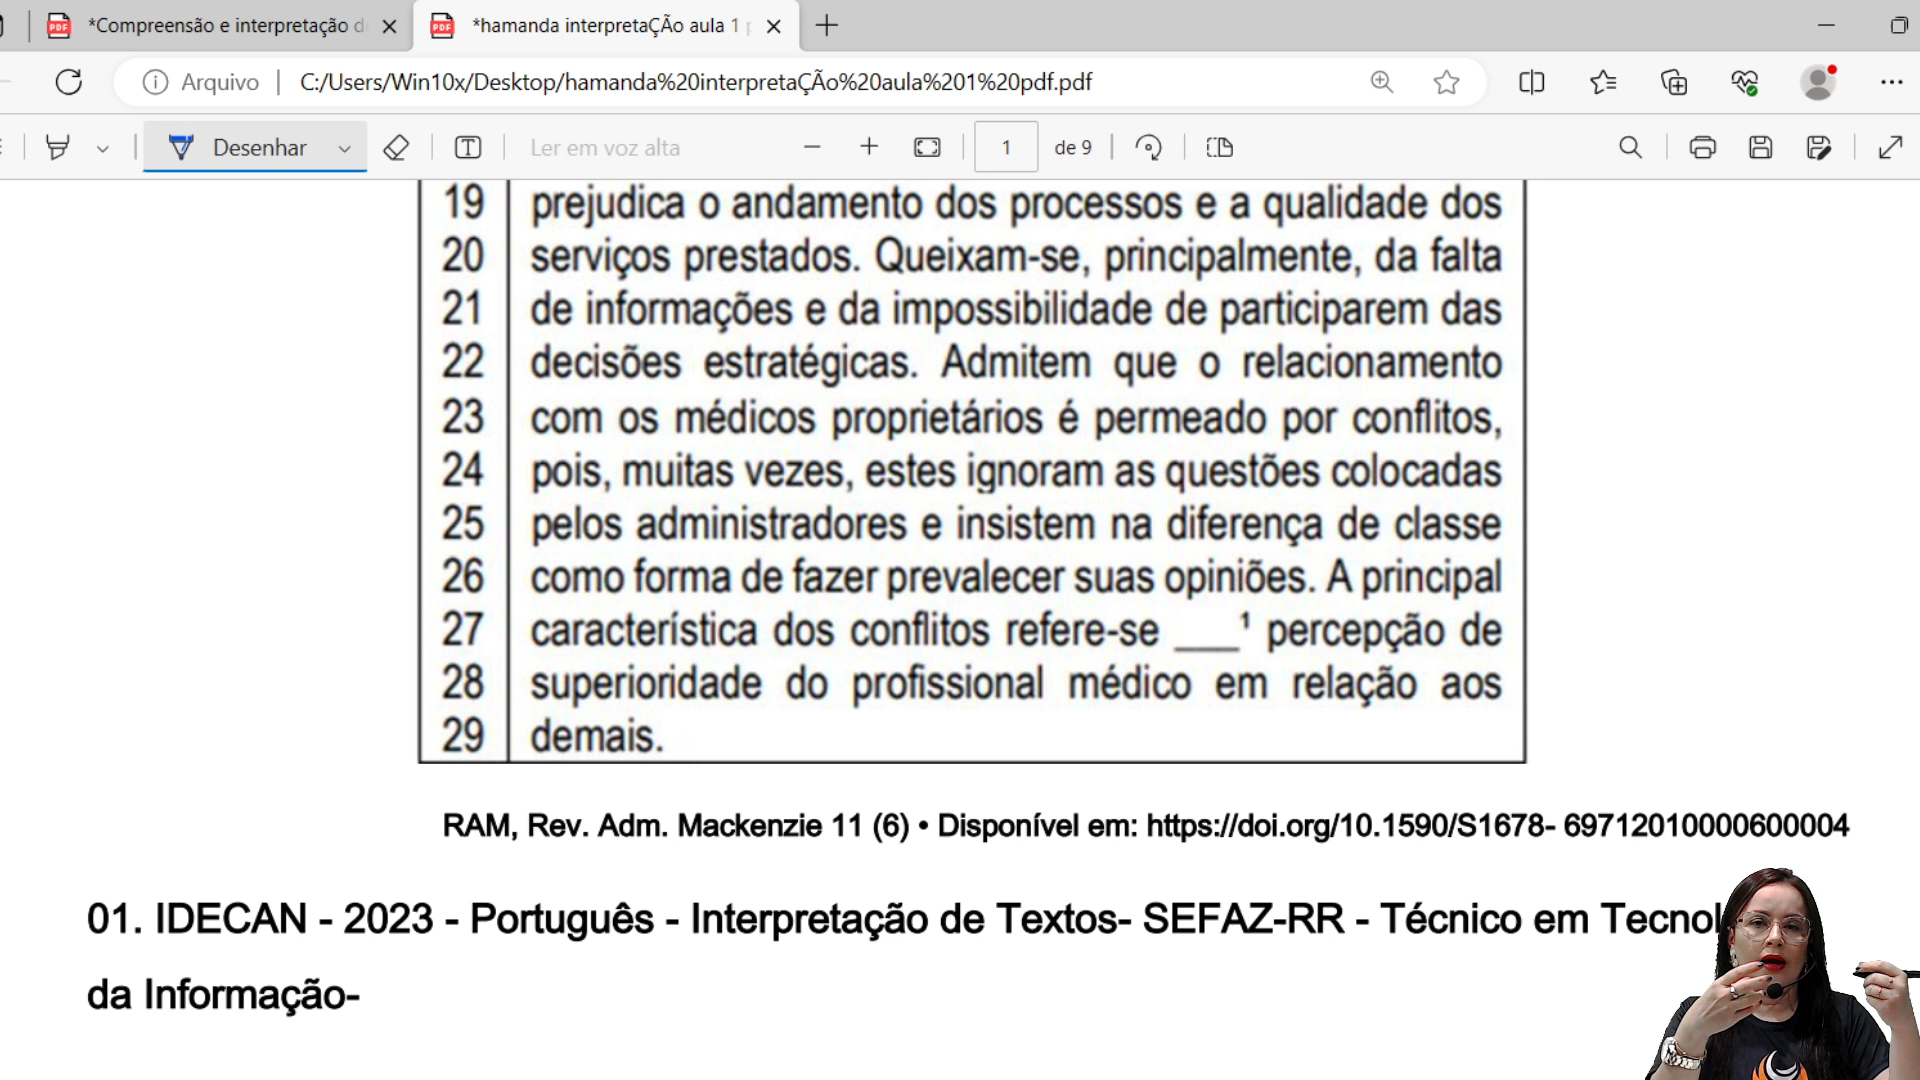 *Compreensão e interpretação d
*hamanda interpretaÇÃo aula 1 p
Arquivo
C:/Users/Win10x/Desktop/hamanda%20interpretaÇÃo%20aula%201%20pdf.pdf
Desenhar
Ler em voz alta
1 de 9
19 prejudica o andamento dos processos e a qualidade dos
20 serviços prestados. Queixam-se, principalmente, da falta
21 de informações e da impossibilidade de participarem das
22 decisões estratégicas. Admitem que o relacionamento
23 com os médicos proprietários é permeado por conflitos,
24 pois, muitas vezes, estes ignoram as questões colocadas
25 pelos administradores e insistem na diferença de classe
26 como forma de fazer prevalecer suas opiniões. A principal
27 característica dos conflitos refere-se ___¹ percepção de
28 superioridade do profissional médico em relação aos
29 demais.
RAM, Rev. Adm. Mackenzie 11 (6) • Disponível em: https://doi.org/10.1590/S1678- 69712010000600004
01. IDECAN - 2023 - Português - Interpretação de Textos- SEFAZ-RR - Técnico em Tecnol
da Informação-